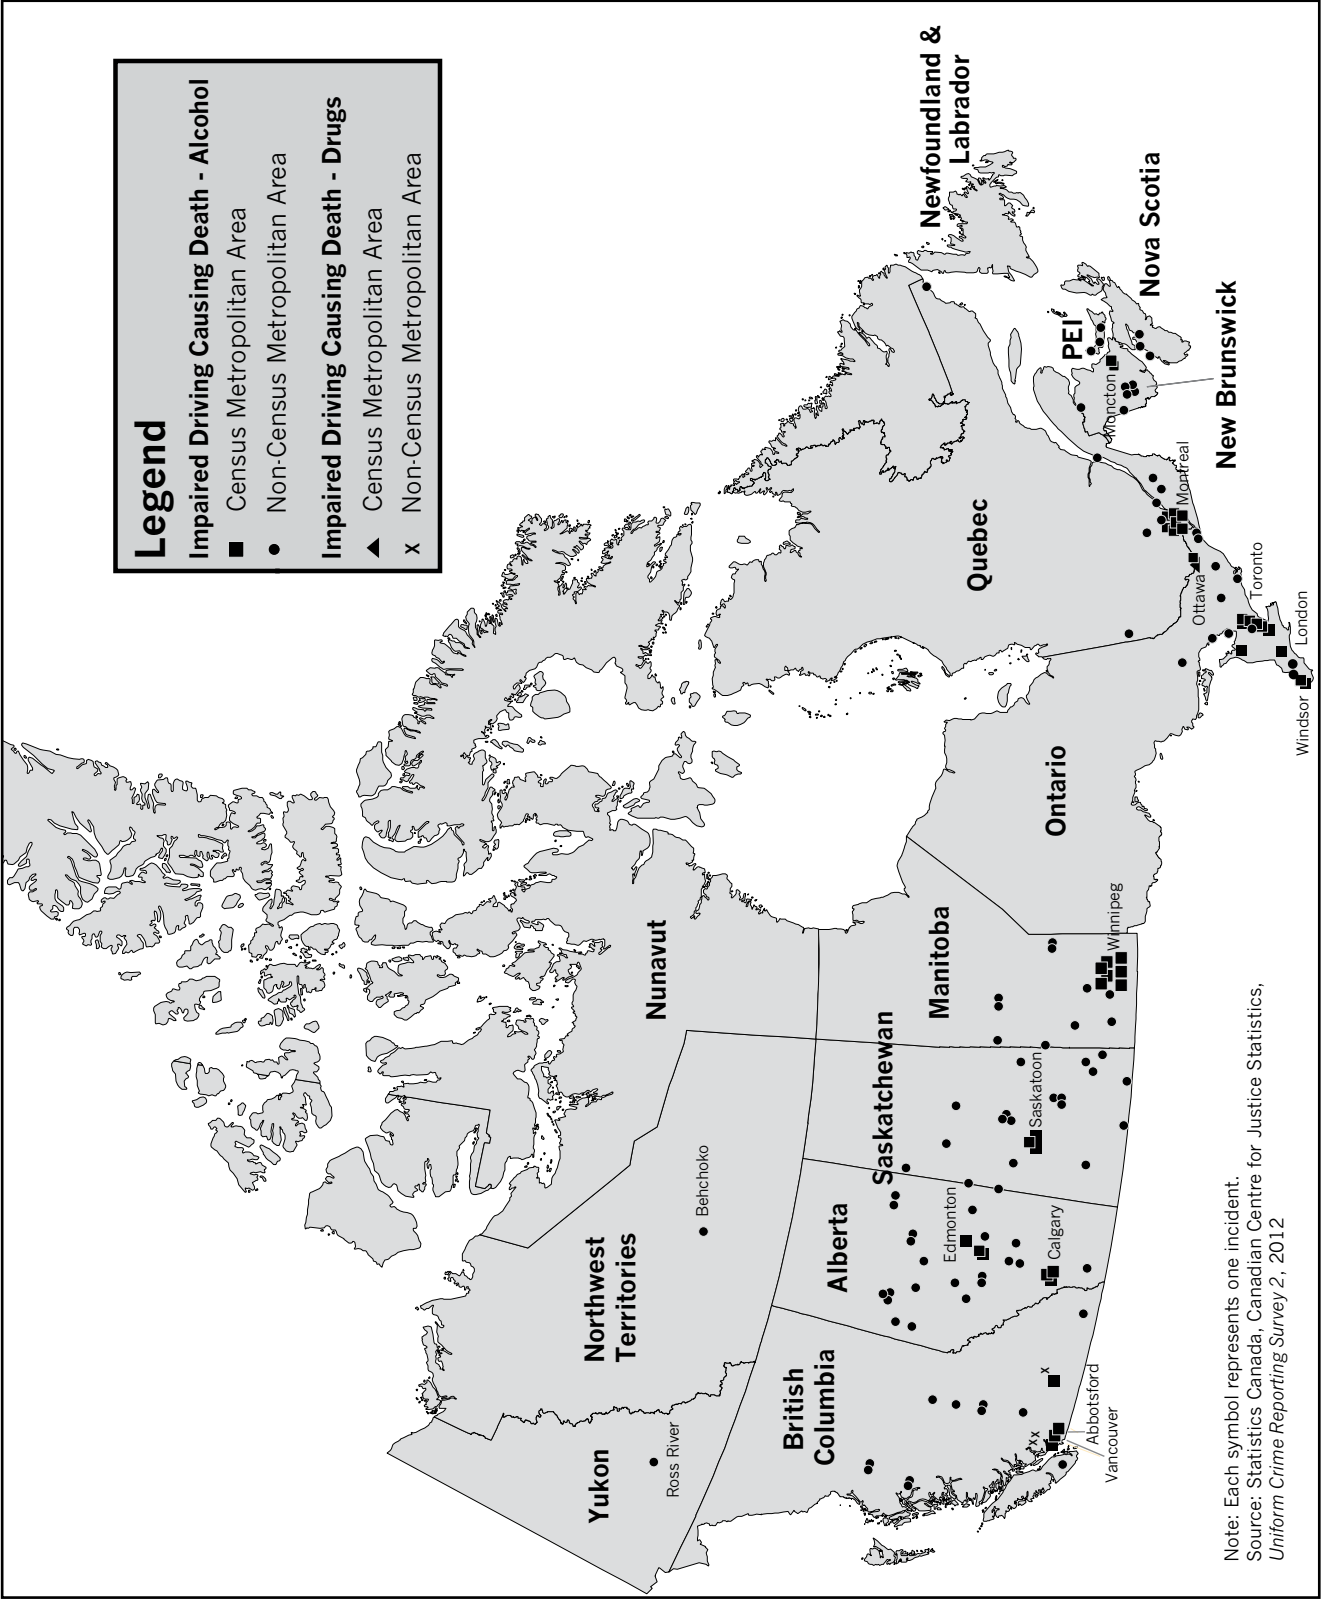 Legend
Impaired Driving Causing Death - Alcohol
Census Metropolitan Area
Non-Census Metropolitan Area
Impaired Driving Causing Death - Drugs
Census Metropolitan Area
x Non-Census Metropolitan Area
Yukon
Ross River
Northwest
Territories
Behchoko
Nunavut
British
Columbia
Abbotsford
Vancouver
x
x
x
Alberta
Edmonton
Calgary
Saskatchewan
Saskatoon
Manitoba
Winnipeg
Ontario
Windsor
London
Toronto
Ottawa
Quebec
Montreal
New Brunswick
Moncton
PEI
Nova Scotia
Newfoundland &
Labrador
Note: Each symbol represents one incident.
Source: Statistics Canada, Canadian Centre for Justice Statistics,
Uniform Crime Reporting Survey 2, 2012